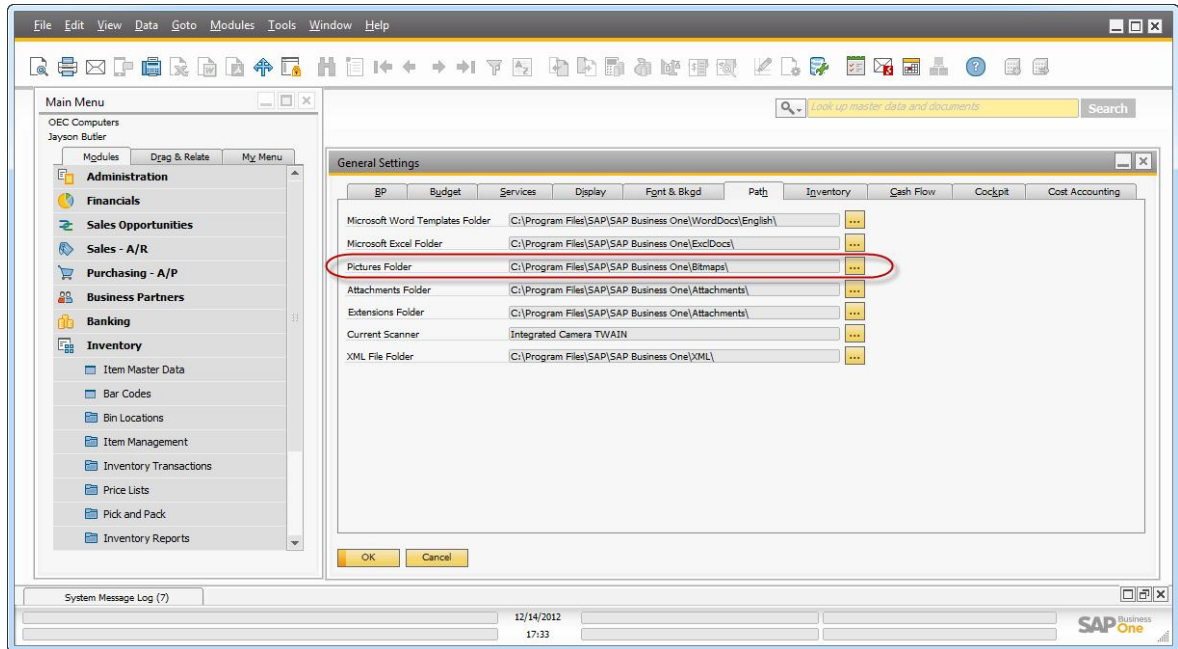 File Edit View Data Goto Modules Tools Window Help
Look up master data and documents Search
Main Menu
OEC Computers
Jayson Butler
Modules Drag & Relate My Menu
Administration
Financials
Sales Opportunities
Sales - A/R
Purchasing - A/P
Business Partners
Banking
Inventory
Item Master Data
Bar Codes
Bin Locations
Item Management
Inventory Transactions
Price Lists
Pick and Pack
Inventory Reports
General Settings
BP Budget Services Display Font & Bkgd Path Inventory Cash Flow Cockpit Cost Accounting
Microsoft Word Templates Folder C:\Program Files\SAP\SAP Business One\WordDocs\English\ ...
Microsoft Excel Folder C:\Program Files\SAP\SAP Business One\ExclDocs\ ...
Pictures Folder C:\Program Files\SAP\SAP Business One\Bitmaps\ ...
Attachments Folder C:\Program Files\SAP\SAP Business One\Attachments\ ...
Extensions Folder C:\Program Files\SAP\SAP Business One\Attachments\ ...
Current Scanner Integrated Camera TWAIN ...
XML File Folder C:\Program Files\SAP\SAP Business One\XML\ ...
OK Cancel
System Message Log (7)
12/14/2012
17:33
SAP Business One